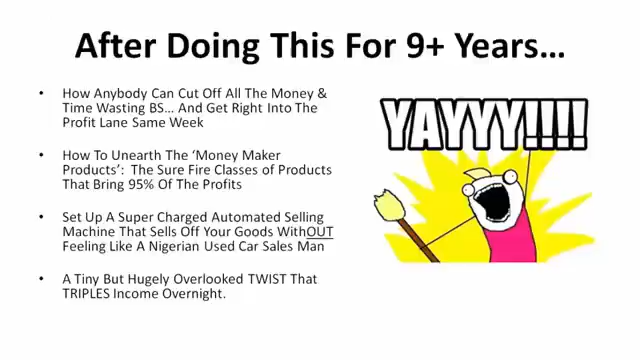 After Doing This For 9+ Years…
• How Anybody Can Cut Off All The Money &
Time Wasting BS… And Get Right Into The
Profit Lane Same Week
• How To Unearth The ‘Money Maker
Products’: The Sure Fire Classes of Products
That Bring 95% Of The Profits
• Set Up A Super Charged Automated Selling
Machine That Sells Off Your Goods WithOUT
Feeling Like A Nigerian Used Car Sales Man
• A Tiny But Hugely Overlooked TWIST That
TRIPLES Income Overnight.
YAYYY!!!!